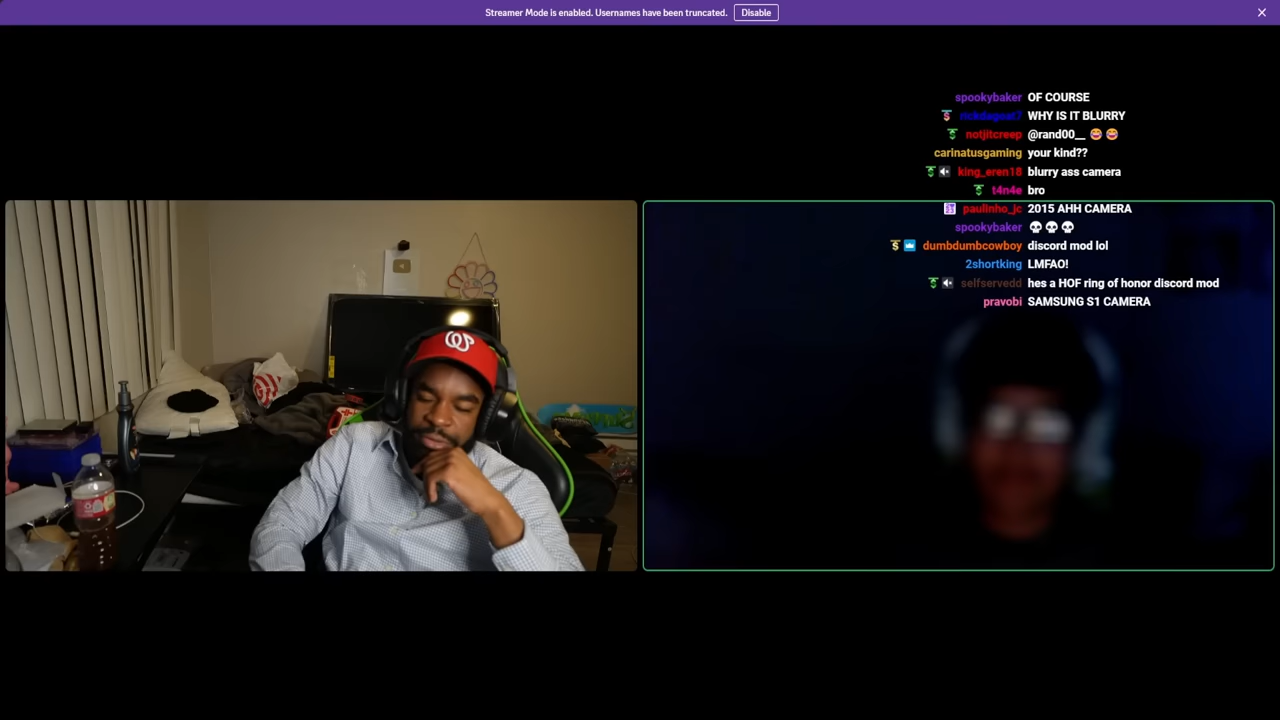 Streamer Mode is enabled. Usernames have been truncated. Disable
spookybaker OF COURSE
rickdagoat7 WHY IS IT BLURRY
notjitcreep @rand00__ 
carinatusgaming your kind??
king_eren18 blurry ass camera
t4n4e bro
paulinho_jc 2015 AHH CAMERA
spookybaker 💀💀💀
dumbdumbcowboy discord mod lol
2shortking LMFAO!
selfservedd hes a HOF ring of honor discord mod
pravobi SAMSUNG S1 CAMERA